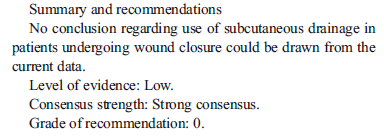 Summary and recommendations
No conclusion regarding use of subcutaneous drainage in
patients undergoing wound closure could be drawn from the
current data.
Level of evidence: Low.
Consensus strength: Strong consensus.
Grade of recommendation: 0.